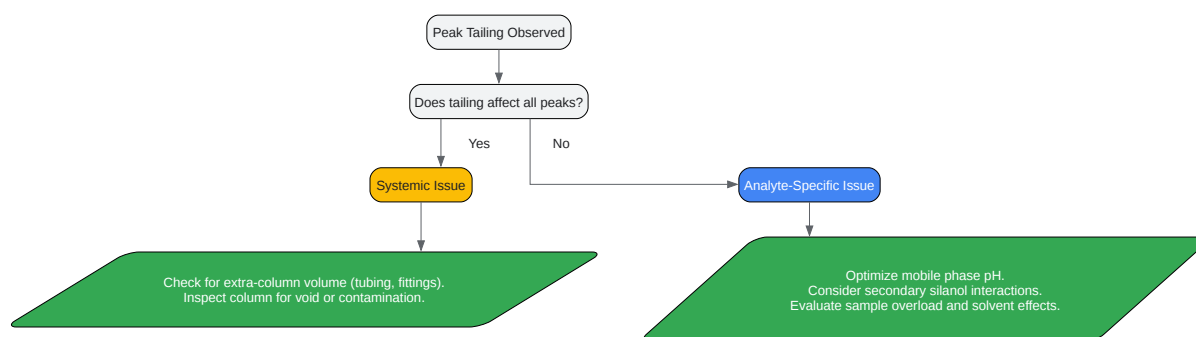 Peak Tailing Observed
Does tailing affect all peaks?
Yes
No
Systemic Issue
Analyte-Specific Issue
Check for extra-column volume (tubing, fittings).
Inspect column for void or contamination.
Optimize mobile phase pH.
Consider secondary silanol interactions.
Evaluate sample overload and solvent effects.